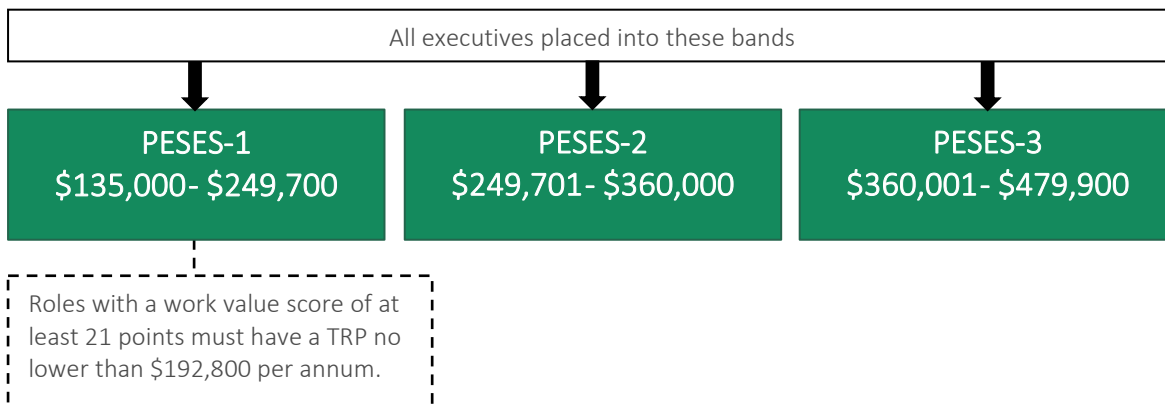 All executives placed into these bands
PESES-1
$135,000- $249,700
PESES-2
$249,701- $360,000
PESES-3
$360,001- $479,900
Roles with a work value score of at
least 21 points must have a TRP no
lower than $192,800 per annum.